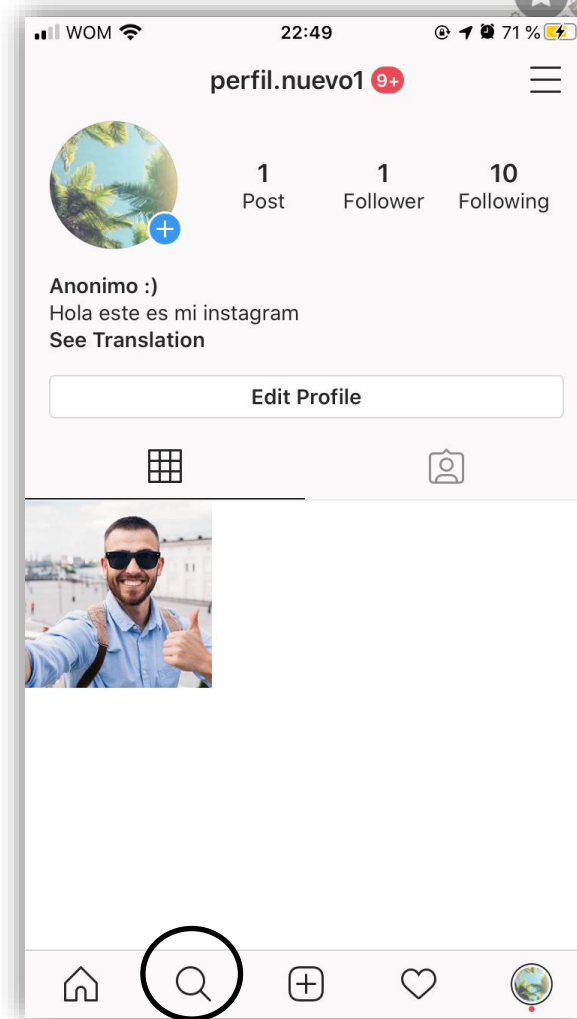 WOM 22:49 71 %
perfil.nuevo1 9+
1 1 10
Post Follower Following
Anonimo :)
Hola este es mi instagram
See Translation
Edit Profile